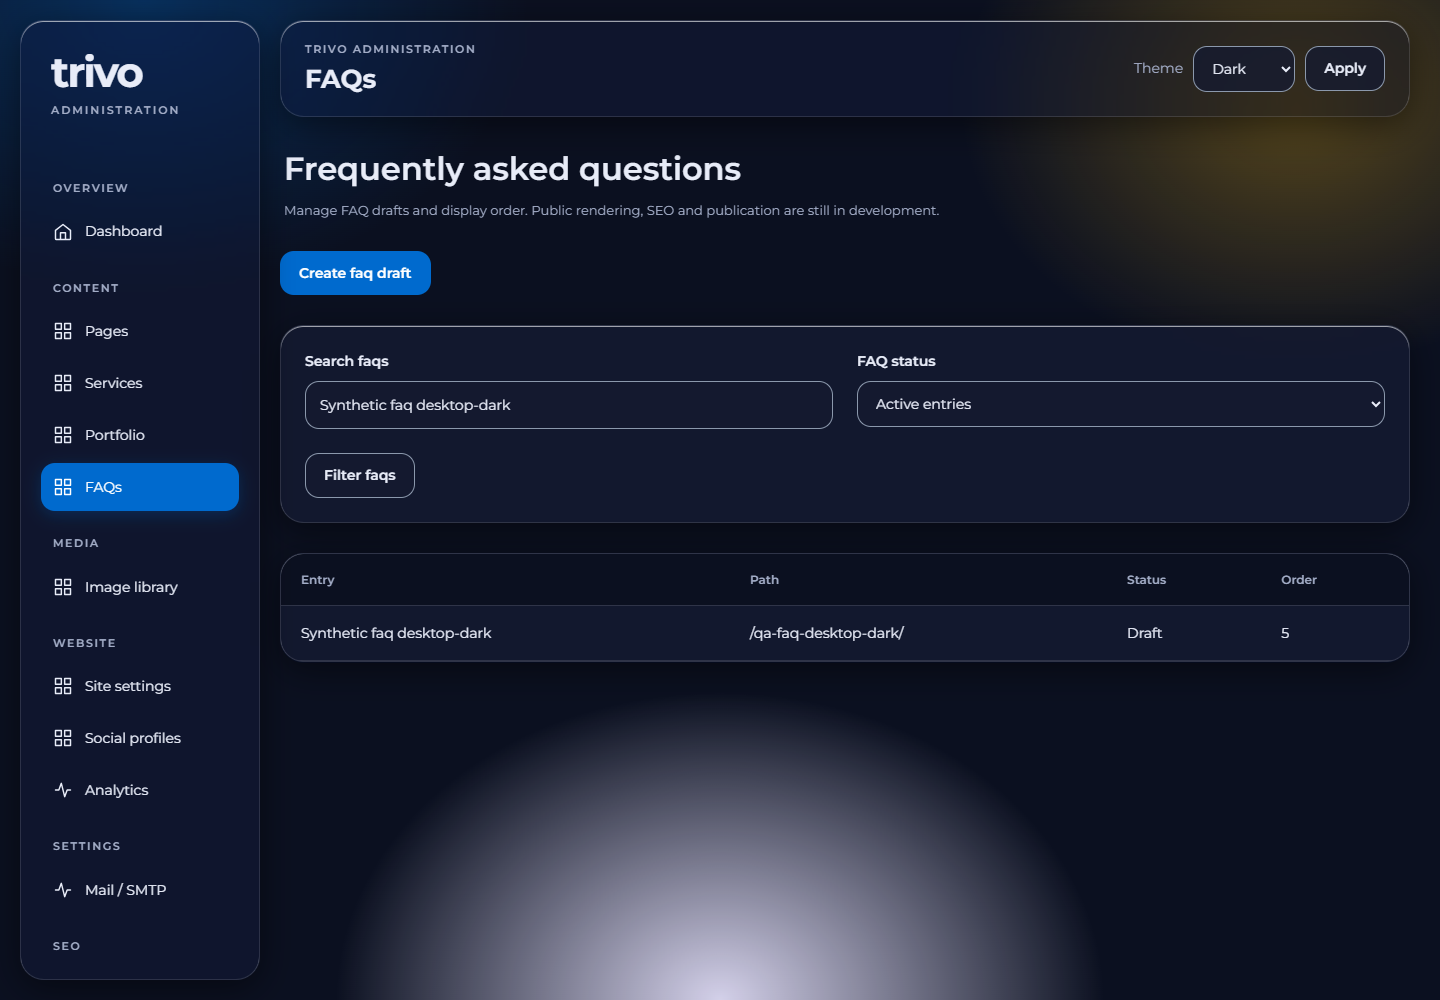 trivo
ADMINISTRATION
OVERVIEW
Dashboard
CONTENT
Pages
Services
Portfolio
FAQs
MEDIA
Image library
WEBSITE
Site settings
Social profiles
Analytics
SETTINGS
Mail / SMTP
SEO
TRIVO ADMINISTRATION
FAQs
Theme Dark Apply
Frequently asked questions
Manage FAQ drafts and display order. Public rendering, SEO and publication are still in development.
Create faq draft
Search faqs FAQ status
Synthetic faq desktop-dark Active entries
Filter faqs
Entry Path Status Order
Synthetic faq desktop-dark /qa-faq-desktop-dark/ Draft 5